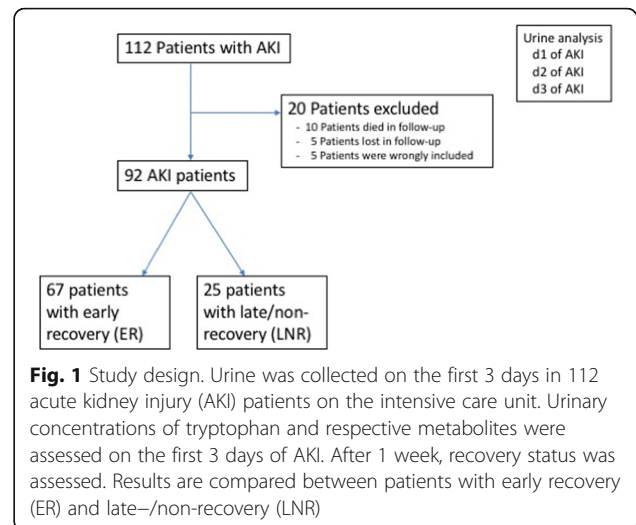 112 Patients with AKI
Urine analysis
d1 of AKI
d2 of AKI
d3 of AKI
20 Patients excluded
- 10 Patients died in follow-up
- 5 Patients lost in follow-up
- 5 Patients were wrongly included
92 AKI patients
67 patients
with early
recovery (ER)
25 patients
with late/non-
recovery (LNR)
Fig. 1 Study design. Urine was collected on the first 3 days in 112
acute kidney injury (AKI) patients on the intensive care unit. Urinary
concentrations of tryptophan and respective metabolites were
assessed on the first 3 days of AKI. After 1 week, recovery status was
assessed. Results are compared between patients with early recovery
(ER) and late–/non-recovery (LNR)